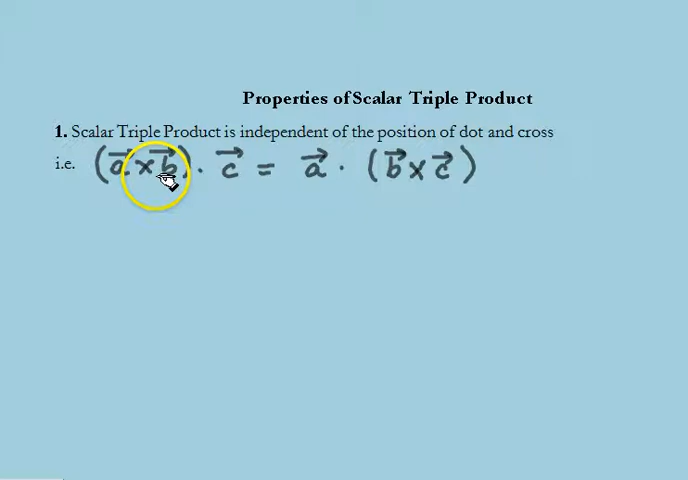 Properties of Scalar Triple Product
1. Scalar Triple Product is independent of the position of dot and cross
i.e. (a⃗ × b⃗) · c⃗ = a⃗ · (b⃗ × c⃗)